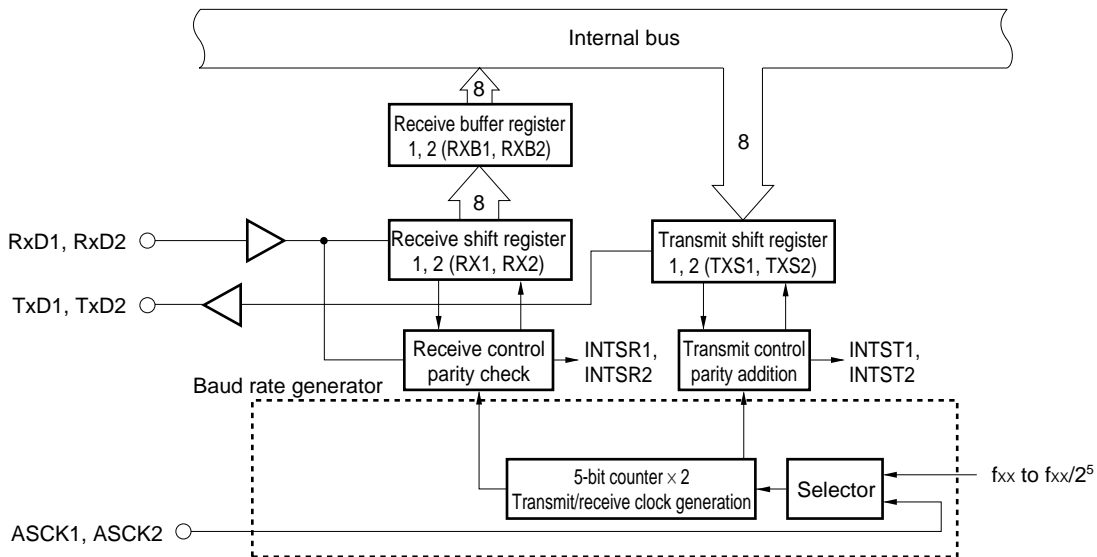 Internal bus
8
Receive buffer register
1, 2 (RXB1, RXB2)
8
8
RxD1, RxD2
Receive shift register
1, 2 (RX1, RX2)
Transmit shift register
1, 2 (TXS1, TXS2)
TxD1, TxD2
Receive control
parity check
INTSR1,
INTSR2
Transmit control
parity addition
INTST1,
INTST2
Baud rate generator
5-bit counter × 2
Transmit/receive clock generation
Selector
fxx to fxx/2⁵
ASCK1, ASCK2